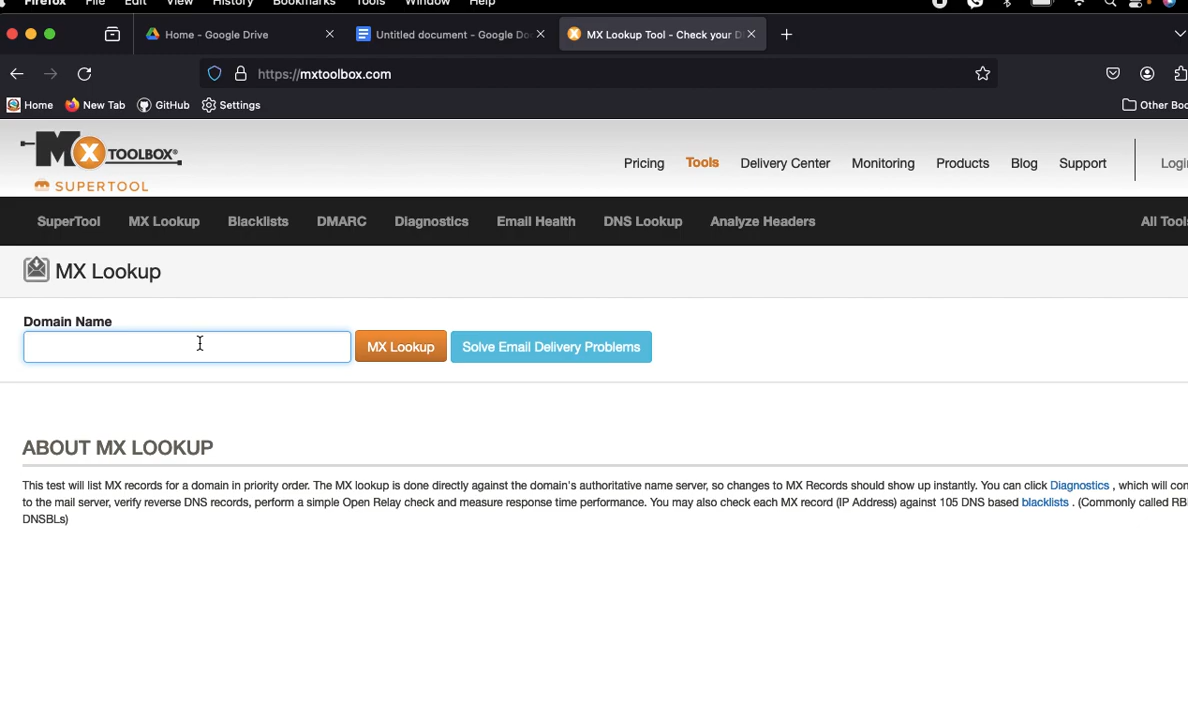 Firefox File Edit View History Bookmarks Tools Window Help
Home - Google Drive
Untitled document - Google Do
MX Lookup Tool - Check your D
https://mxtoolbox.com
Home New Tab GitHub Settings Other Boo
MX TOOLBOX®
SUPERTOOL
Pricing Tools Delivery Center Monitoring Products Blog Support Logi
SuperTool MX Lookup Blacklists DMARC Diagnostics Email Health DNS Lookup Analyze Headers All Tool
MX Lookup
Domain Name
MX Lookup Solve Email Delivery Problems
ABOUT MX LOOKUP
This test will list MX records for a domain in priority order. The MX lookup is done directly against the domain's authoritative name server, so changes to MX Records should show up instantly. You can click Diagnostics , which will con
to the mail server, verify reverse DNS records, perform a simple Open Relay check and measure response time performance. You may also check each MX record (IP Address) against 105 DNS based blacklists . (Commonly called RB
DNSBLs)